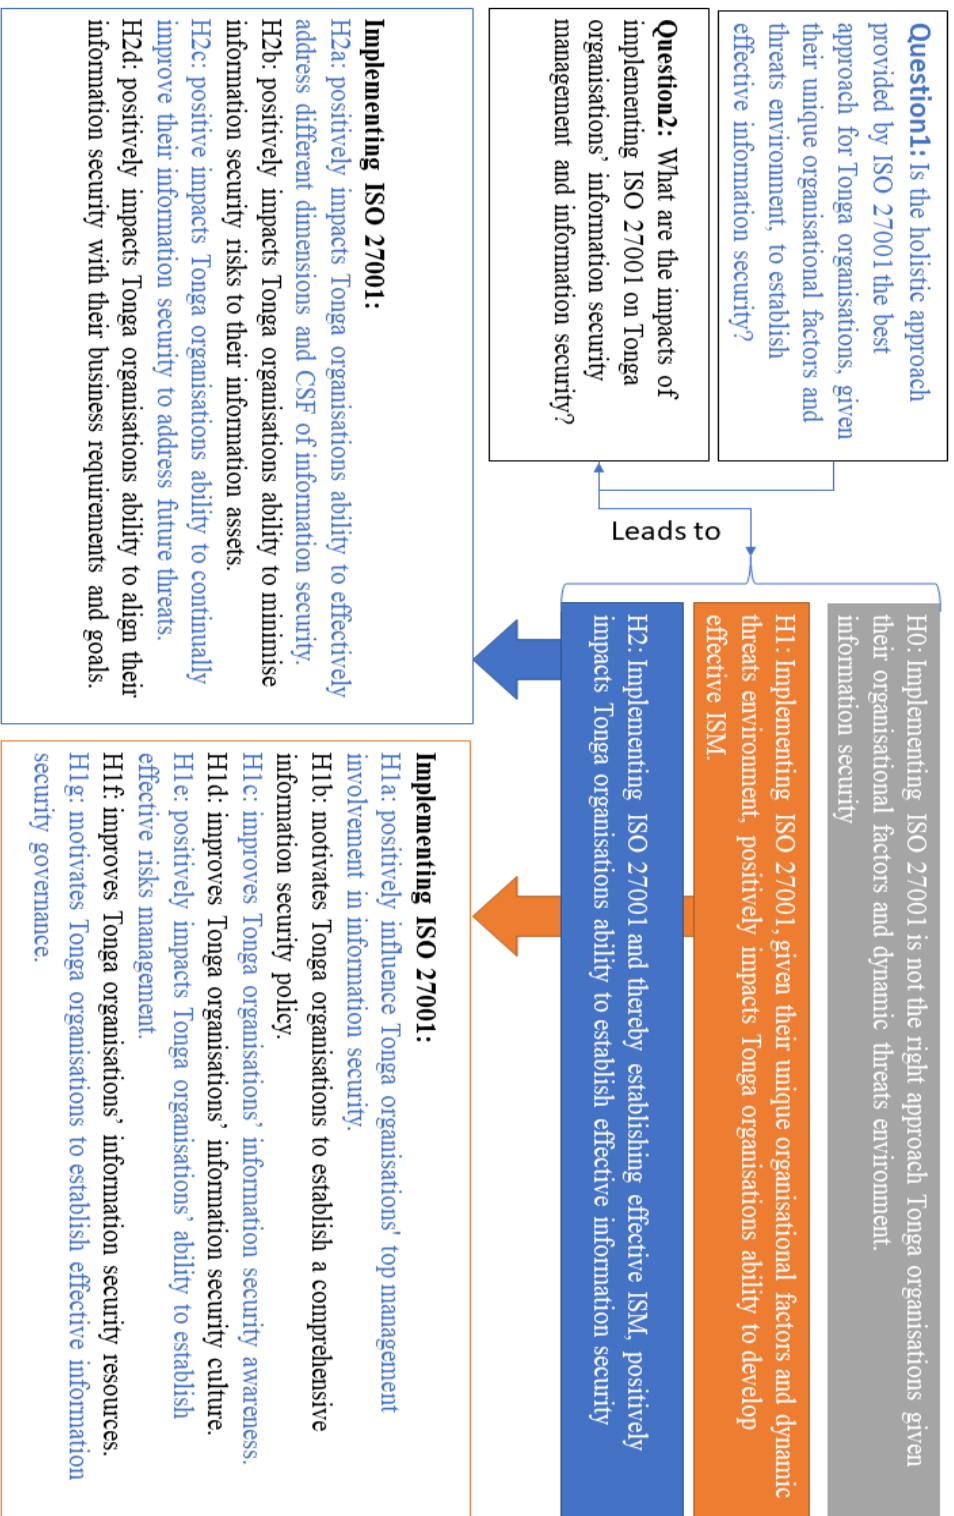 Question1: Is the holistic approach
provided by ISO 27001 the best
approach for Tonga organisations, given
their unique organisational factors and
threats environment, to establish
effective information security?
Question2: What are the impacts of
implementing ISO 27001 on Tonga
organisations' information security
management and information security?
Leads to
H0: Implementing ISO 27001 is not the right approach Tonga organisations given
their organisational factors and dynamic threats environment.
information security
H1: Implementing ISO 27001, given their unique organisational factors and dynamic
threats environment, positively impacts Tonga organisations ability to develop
effective ISM.
H2: Implementing ISO 27001 and thereby establishing effective ISM, positively
impacts Tonga organisations ability to establish effective information security
Implementing ISO 27001:
H2a: positively impacts Tonga organisations ability to effectively
address different dimensions and CSF of information security.
H2b: positively impacts Tonga organisations ability to minimise
information security risks to their information assets.
H2c: positive impacts Tonga organisations ability to continually
improve their information security to address future threats.
H2d: positively impacts Tonga organisations ability to align their
information security with their business requirements and goals.
Implementing ISO 27001:
H1a: positively influence Tonga organisations' top management
involvement in information security.
H1b: motivates Tonga organisations to establish a comprehensive
information security policy.
H1c: improves Tonga organisations' information security awareness.
H1d: improves Tonga organisations' information security culture.
H1e: positively impacts Tonga organisations' ability to establish
effective risks management.
H1f: improves Tonga organisations' information security resources.
H1g: motivates Tonga organisations to establish effective information
security governance.